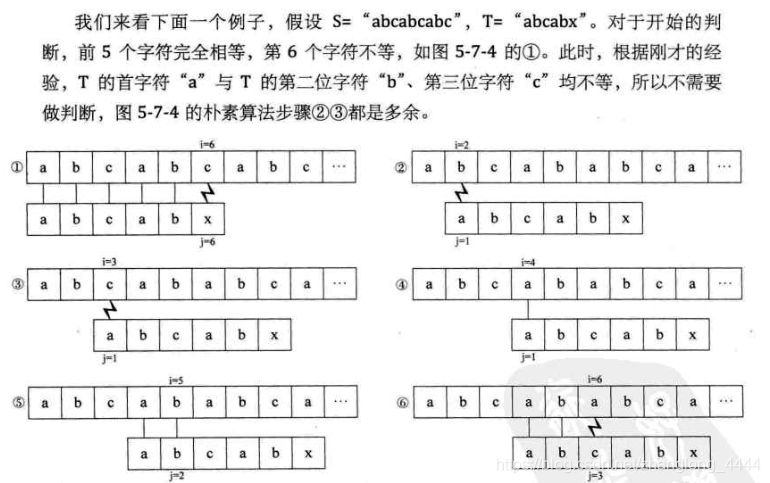 我们来看下面一个例子，假设 S=“abcabcabc”，T=“abcabx”。对于开始的判
断，前 5 个字符完全相等，第 6 个字符不等，如图 5-7-4 的①。此时，根据刚才的经
验，T 的首字符“a”与 T 的第二位字符“b”、第三位字符“c”均不等，所以不需要
做判断，图 5-7-4 的朴素算法步骤②③都是多余。
i=6
① a b c a b c a b c …
a b c a b x
j=6
i=2
② a b c a b a b c a …
a b c a b x
j=1
i=3
③ a b c a b a b c a …
a b c a b x
j=1
i=4
④ a b c a b a b c a …
a b c a b x
j=1
i=5
⑤ a b c a b a b c a …
a b c a b x
j=2
i=6
⑥ a b c a b a b c a …
a b c a b x
j=3